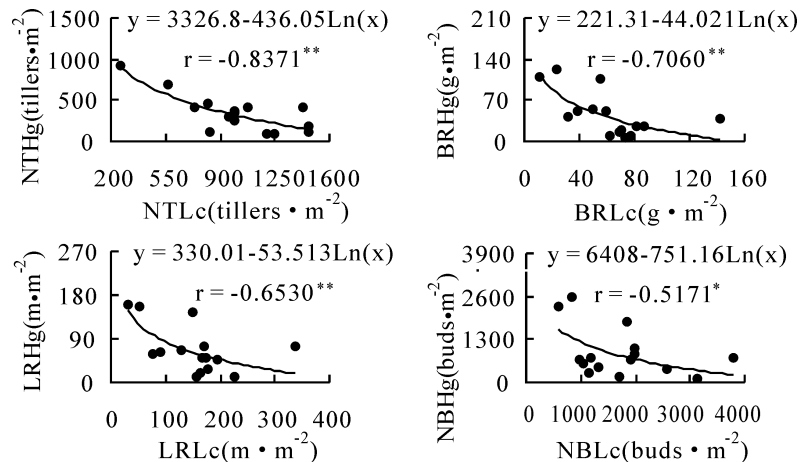 y = 3326.8-436.05Ln(x)
r = -0.8371**
NTHg(tillers•m-2)
1500
1000
500
0
200 550 900 1250 1600
NTLc(tillers • m-2)
y = 221.31-44.021Ln(x)
r = -0.7060**
BRHg(g•m-2)
210
140
70
0
0 40 80 120 160
BRLc(g • m-2)
y = 330.01-53.513Ln(x)
r = -0.6530**
LRHg(m•m-2)
270
180
90
0
0 100 200 300 400
LRLc(m • m-2)
y = 6408-751.16Ln(x)
r = -0.5171*
NBHg(buds•m-2)
3900
2600
1300
0
0 1000 2000 3000 4000
NBLc(buds • m-2)